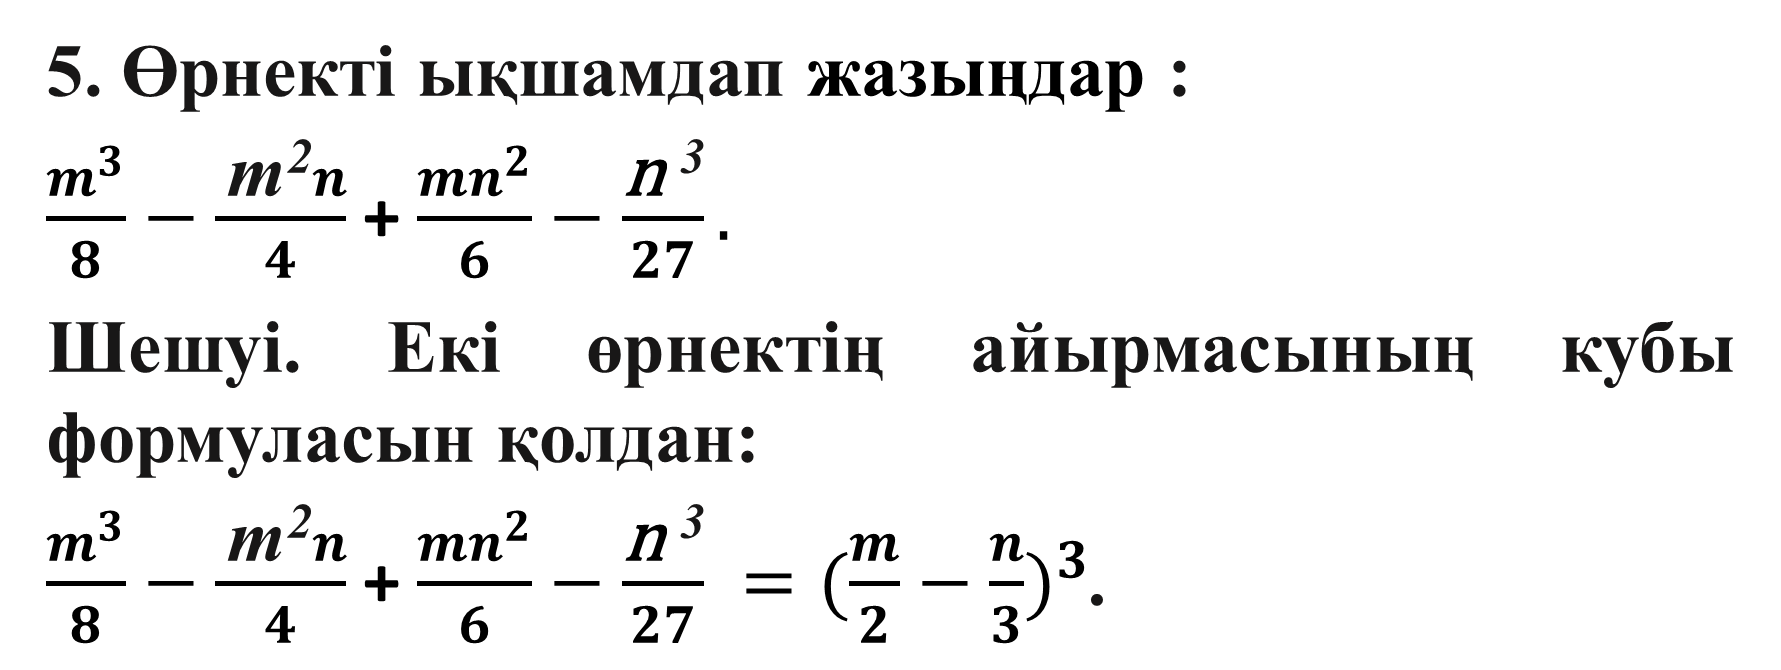 5. Өрнекті ықшамдап жазыңдар :
m³/8 − m²n/4 + mn²/6 − n³/27 .
Шешуі. Екі өрнектің айырмасының кубы
формуласын қолдан:
m³/8 − m²n/4 + mn²/6 − n³/27 = (m/2 − n/3)³.